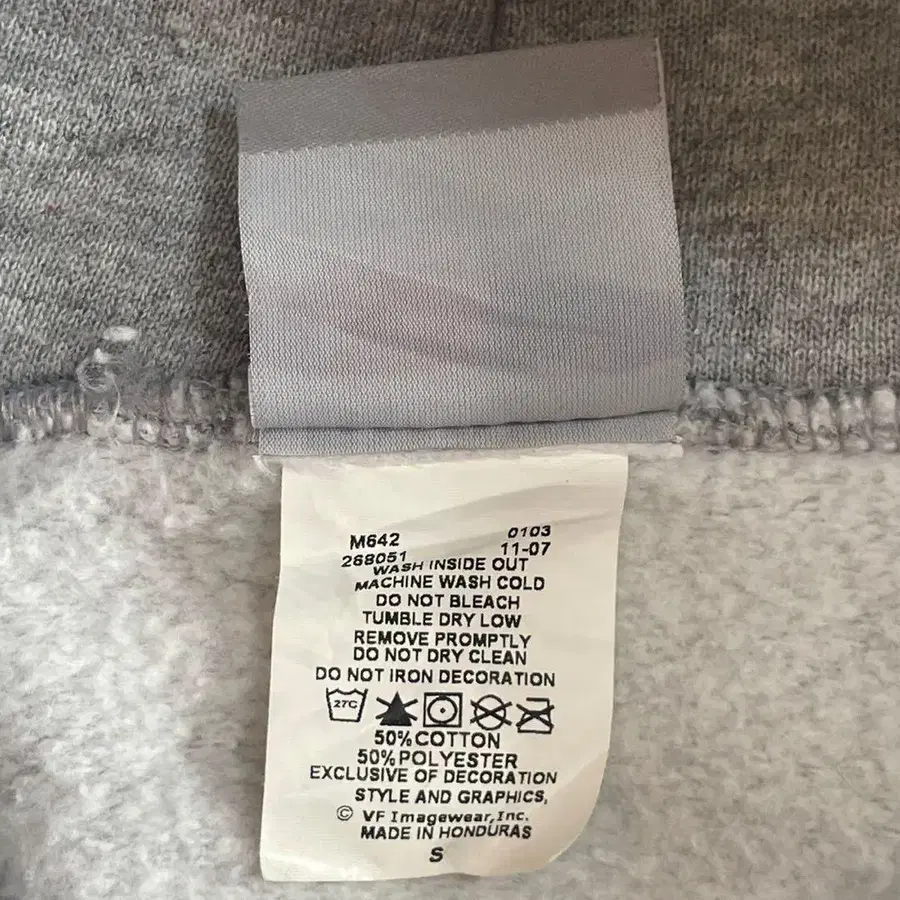 M642 0103
268051 11-07
WASH INSIDE OUT
MACHINE WASH COLD
DO NOT BLEACH
TUMBLE DRY LOW
REMOVE PROMPTLY
DO NOT DRY CLEAN
DO NOT IRON DECORATION
27C
50%COTTON
50%POLYESTER
EXCLUSIVE OF DECORATION
STYLE AND GRAPHICS,
© VF Imagewear,Inc.
MADE IN HONDURAS
S